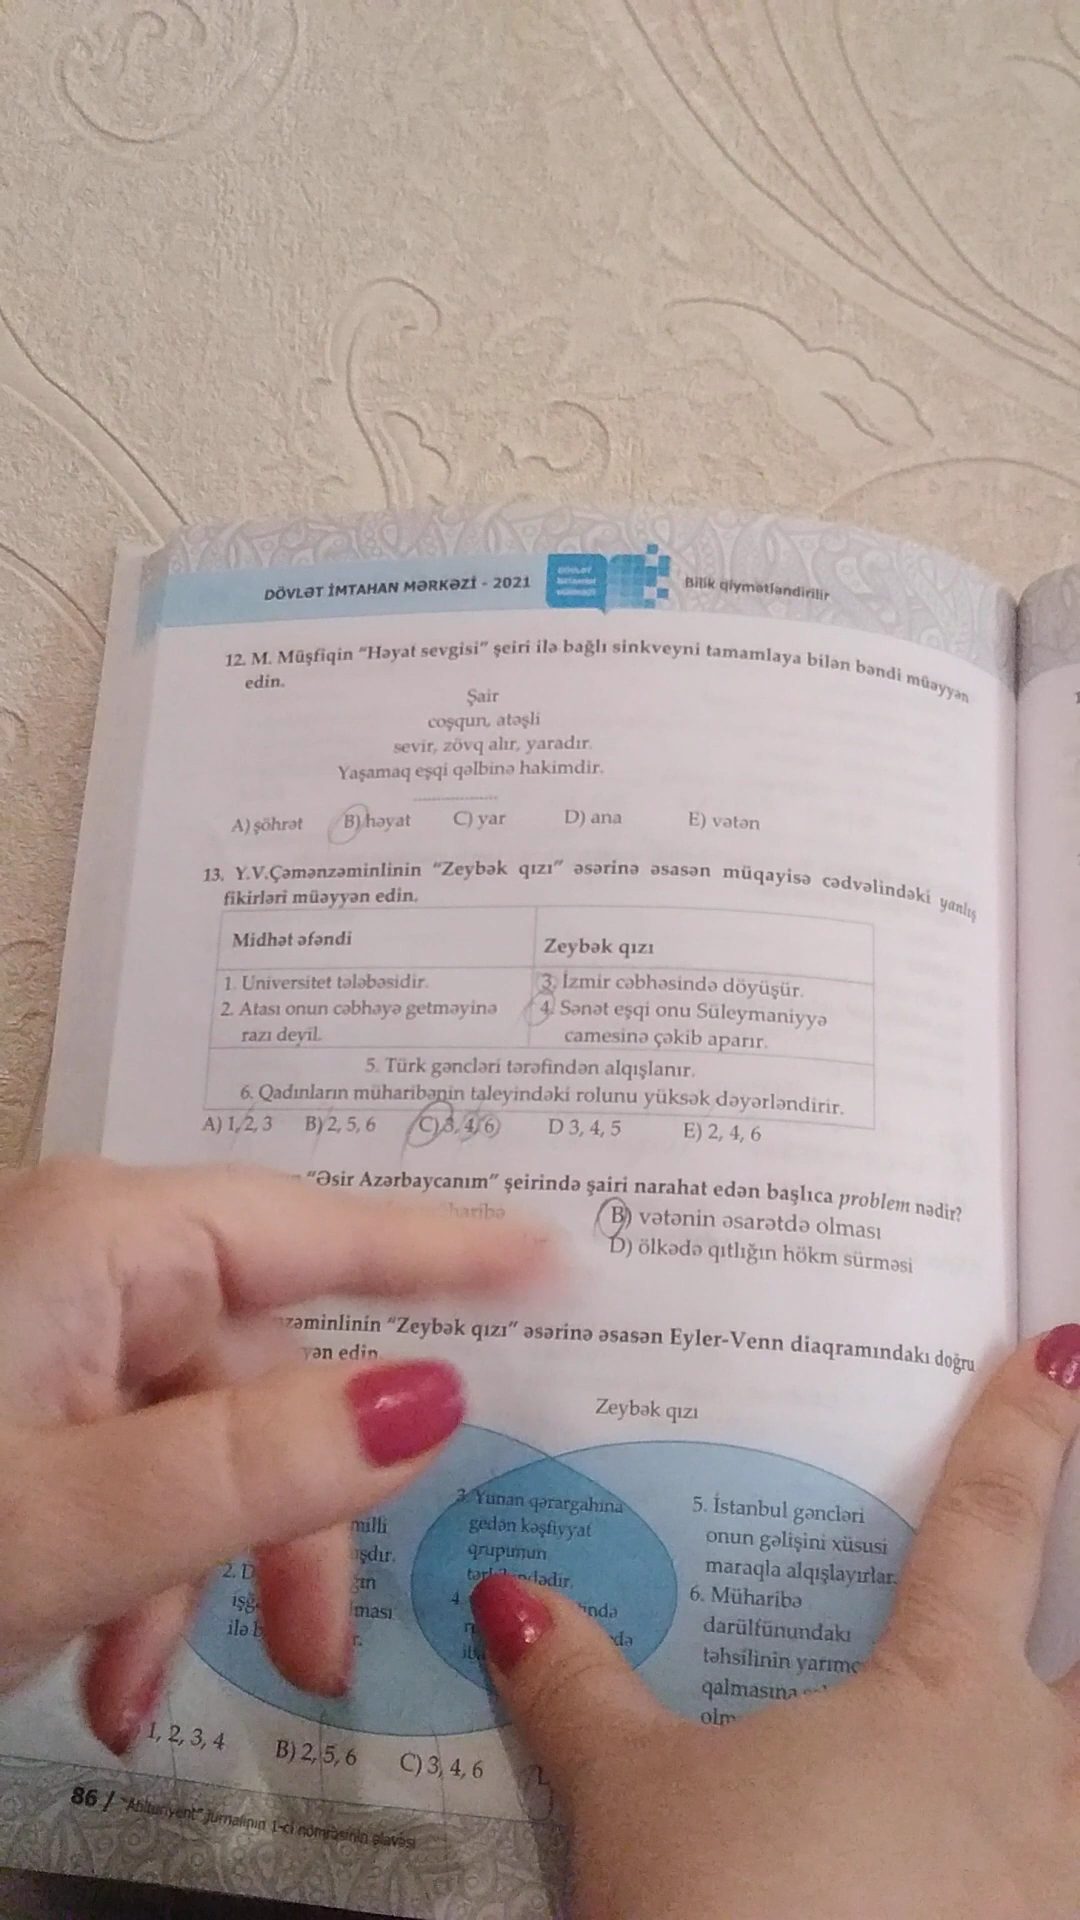 DÖVLƏT İMTAHAN MƏRKƏZİ - 2021
Bilik qiymətləndirilir
12. M. Müşfiqin “Həyat sevgisi” şeiri ilə bağlı sinkveyni tamamlaya bilən bəndi müəyyən
edin.
Şair
coşqun, atəşli
sevir, zövq alır, yaradır.
Yaşamaq eşqi qəlbinə hakimdir.
A) şöhrət B) həyat C) yar D) ana E) vətən
13. Y.V.Çəmənzəminlinin “Zeybək qızı” əsərinə əsasən müqayisə cədvəlindəki yanlış
fikirləri müəyyən edin.
Midhət əfəndi
Zeybək qızı
1. Universitet tələbəsidir.
2. Atası onun cəbhəyə getməyinə
razı deyil.
3. İzmir cəbhəsində döyüşür.
4. Sənət eşqi onu Süleymaniyyə
camesinə çəkib aparır.
5. Türk gəncləri tərəfindən alqışlanır.
6. Qadınların müharibənin taleyindəki rolunu yüksək dəyərləndirir.
A) 1, 2, 3 B) 2, 5, 6 C) 3, 4, 6) D 3, 4, 5 E) 2, 4, 6
“Əsir Azərbaycanım” şeirində şairi narahat edən başlıca problem nədir?
B) vətənin əsarətdə olması
D) ölkədə qıtlığın hökm sürməsi
zəminlinin “Zeybək qızı” əsərinə əsasən Eyler-Venn diaqramındakı doğru
yən edin
Zeybək qızı
milli
2. D
işğ
ması
ilə b
3. Yunan qərargahına
gedən kəşfiyyat
qrupunun
4
5. İstanbul gəncləri
onun gəlişini xüsusi
maraqla alqışlayırlar.
6. Müharibə
darülfünundakı
təhsilinin yarımç
qalmasına
olm
1, 2, 3, 4 B) 2, 5, 6 C) 3, 4, 6
86 / “Abituriyent” jurnalının 1-ci nömrəsinin əlavəsi